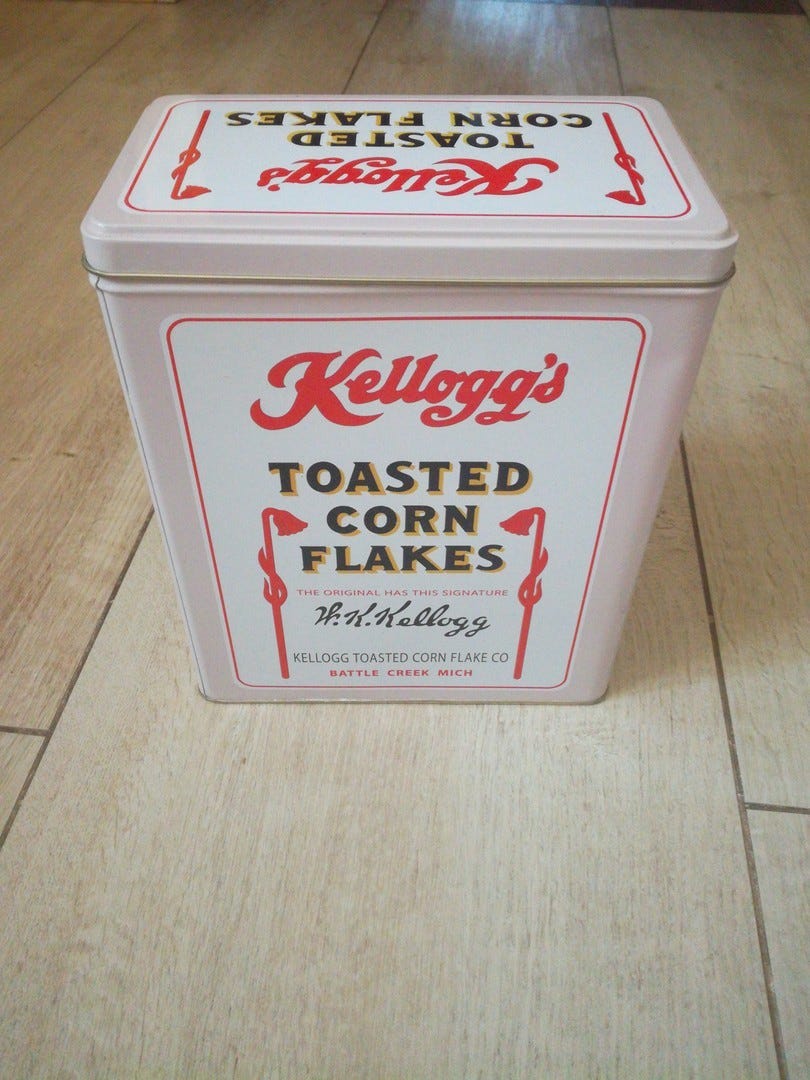 Kellogg's
TOASTED
CORN FLAKES
Kellogg's
TOASTED
CORN
FLAKES
THE ORIGINAL HAS THIS SIGNATURE
W.K.Kellogg
KELLOGG TOASTED CORN FLAKE CO
BATTLE CREEK MICH